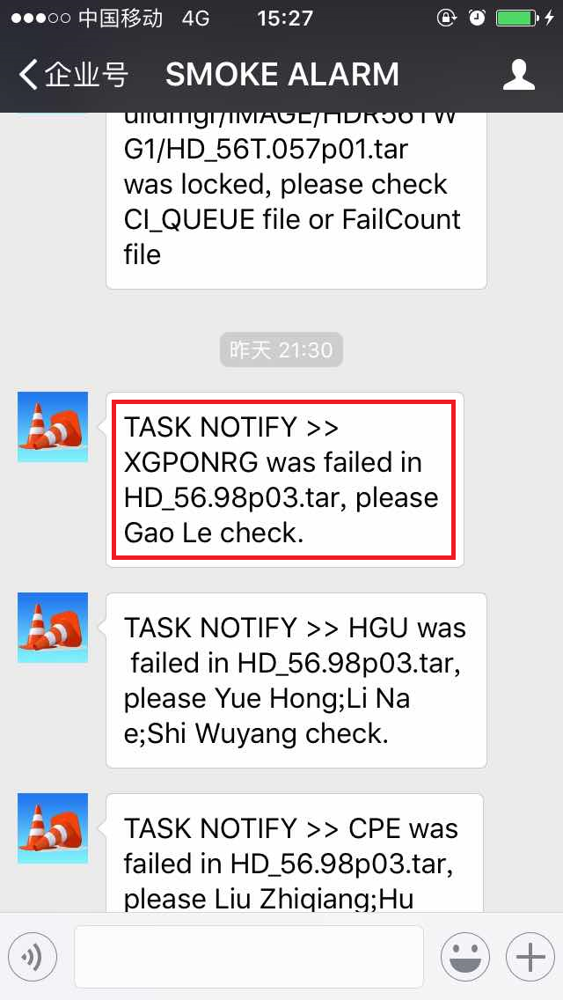 中国移动 4G 15:27
企业号 SMOKE ALARM
uildmgr/IMAGE/HDR56TW
G1/HD_56T.057p01.tar
was locked, please check
CI_QUEUE file or FailCount
file
昨天 21:30
TASK NOTIFY >>
XGPONRG was failed in
HD_56.98p03.tar, please
Gao Le check.
TASK NOTIFY >> HGU was
failed in HD_56.98p03.tar,
please Yue Hong;Li Na
e;Shi Wuyang check.
TASK NOTIFY >> CPE was
failed in HD_56.98p03.tar,
please Liu Zhiqiang;Hu